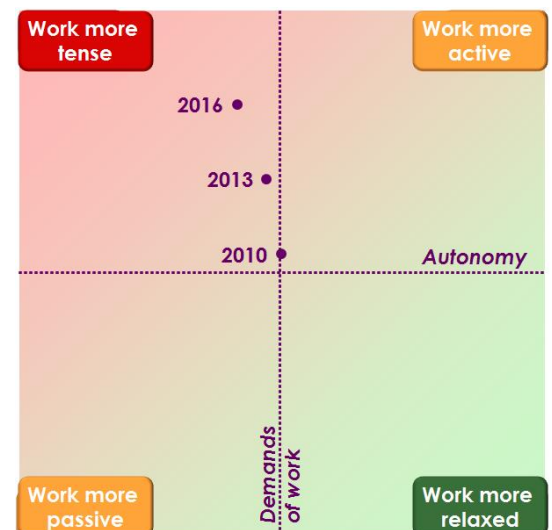 Work more
tense
Work more
active
2016
2013
2010
Autonomy
Demands
of work
Work more
passive
Work more
relaxed